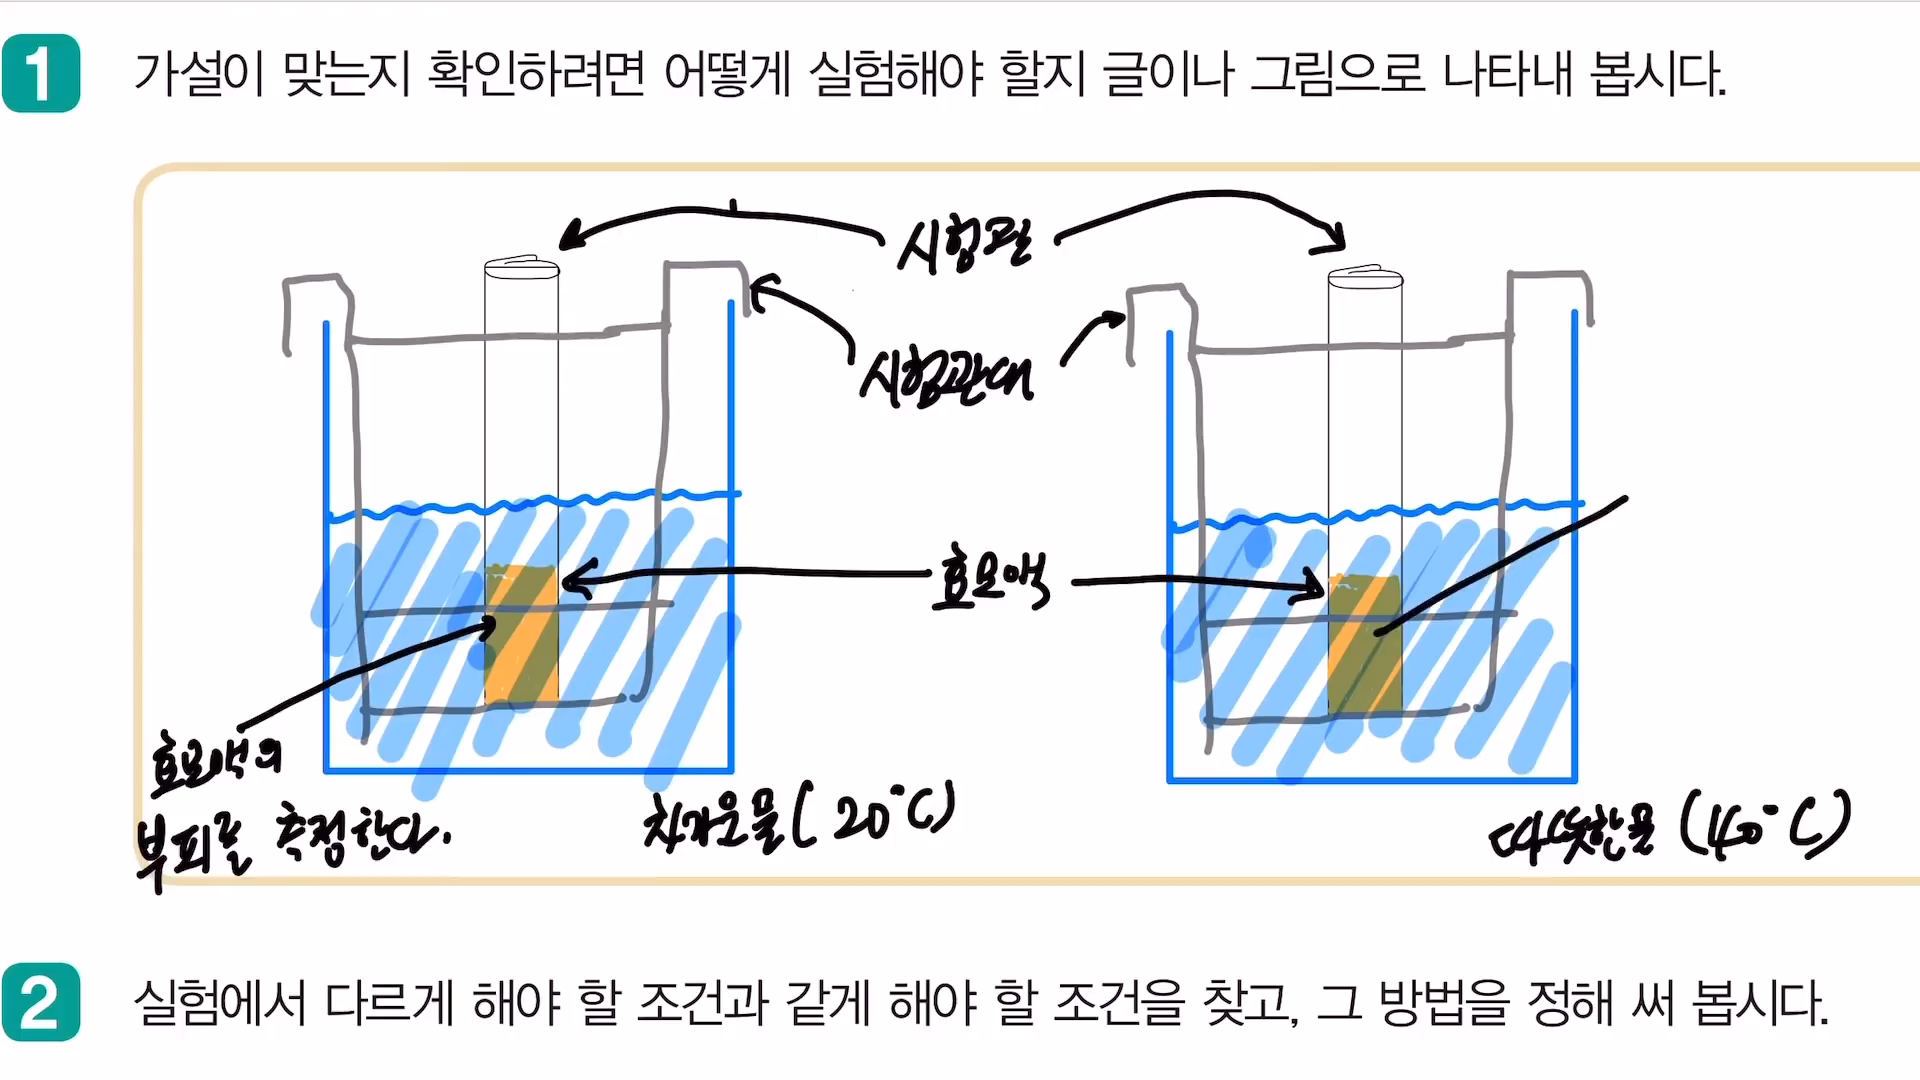 1 가설이 맞는지 확인하려면 어떻게 실험해야 할지 글이나 그림으로 나타내 봅시다.
시험관
시험관대
효모액
효모액의
부피를 측정한다.
차가운물(20°C)
따뜻한물(40°C)
2 실험에서 다르게 해야 할 조건과 같게 해야 할 조건을 찾고, 그 방법을 정해 써 봅시다.